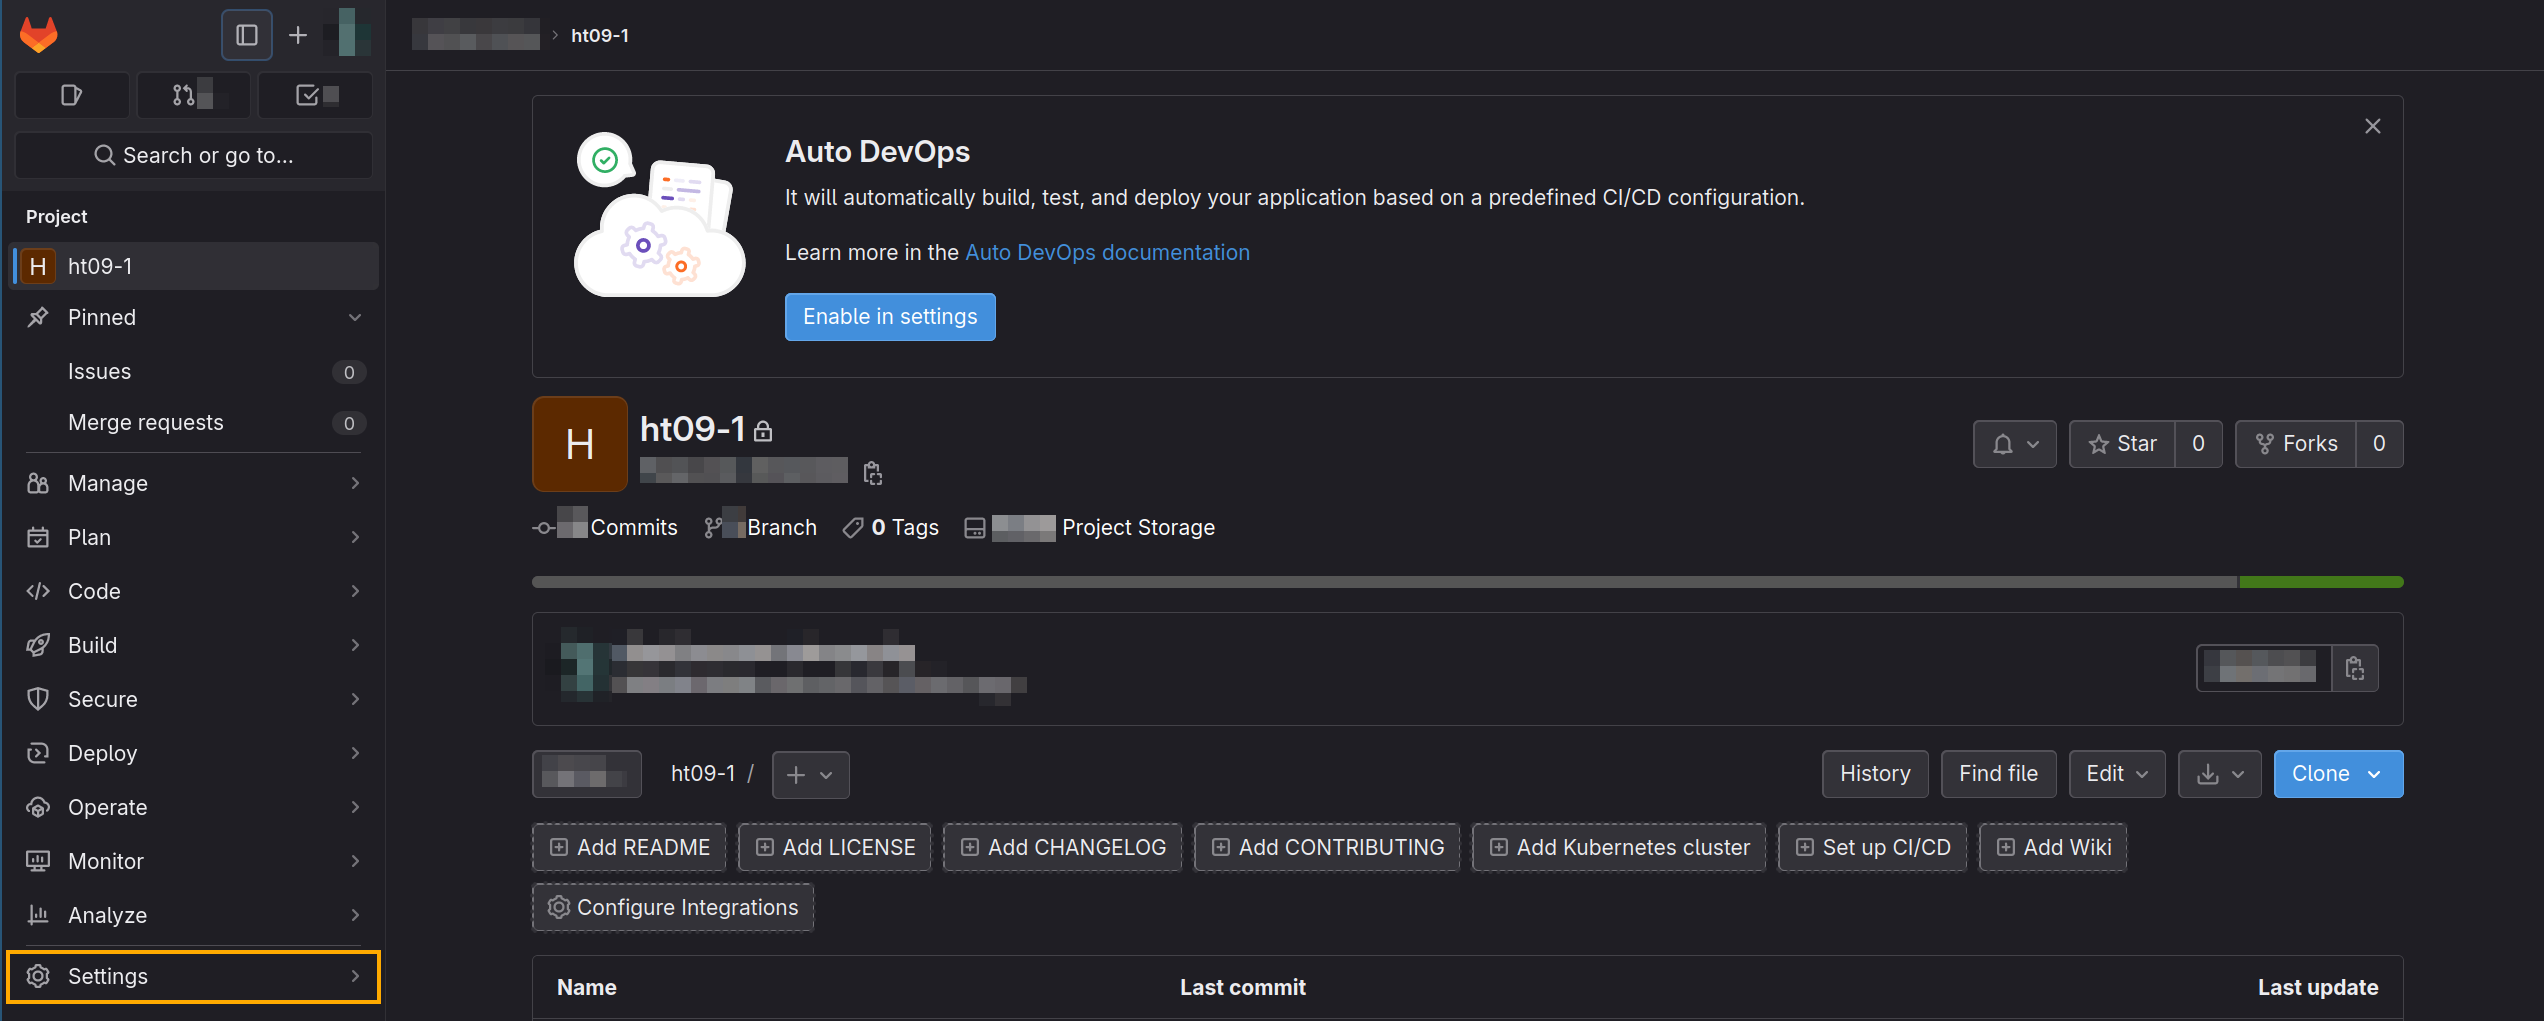 ht09-1
Search or go to...
Project
H ht09-1
Pinned
Issues 0
Merge requests 0
Manage
Plan
Code
Build
Secure
Deploy
Operate
Monitor
Analyze
Settings
Auto DevOps
It will automatically build, test, and deploy your application based on a predefined CI/CD configuration.
Learn more in the Auto DevOps documentation
Enable in settings
H
ht09-1
Star 0
Forks 0
Commits Branch 0 Tags Project Storage
ht09-1 /
History Find file Edit Clone
Add README Add LICENSE Add CHANGELOG Add CONTRIBUTING Add Kubernetes cluster Set up CI/CD Add Wiki
Configure Integrations
Name Last commit Last update